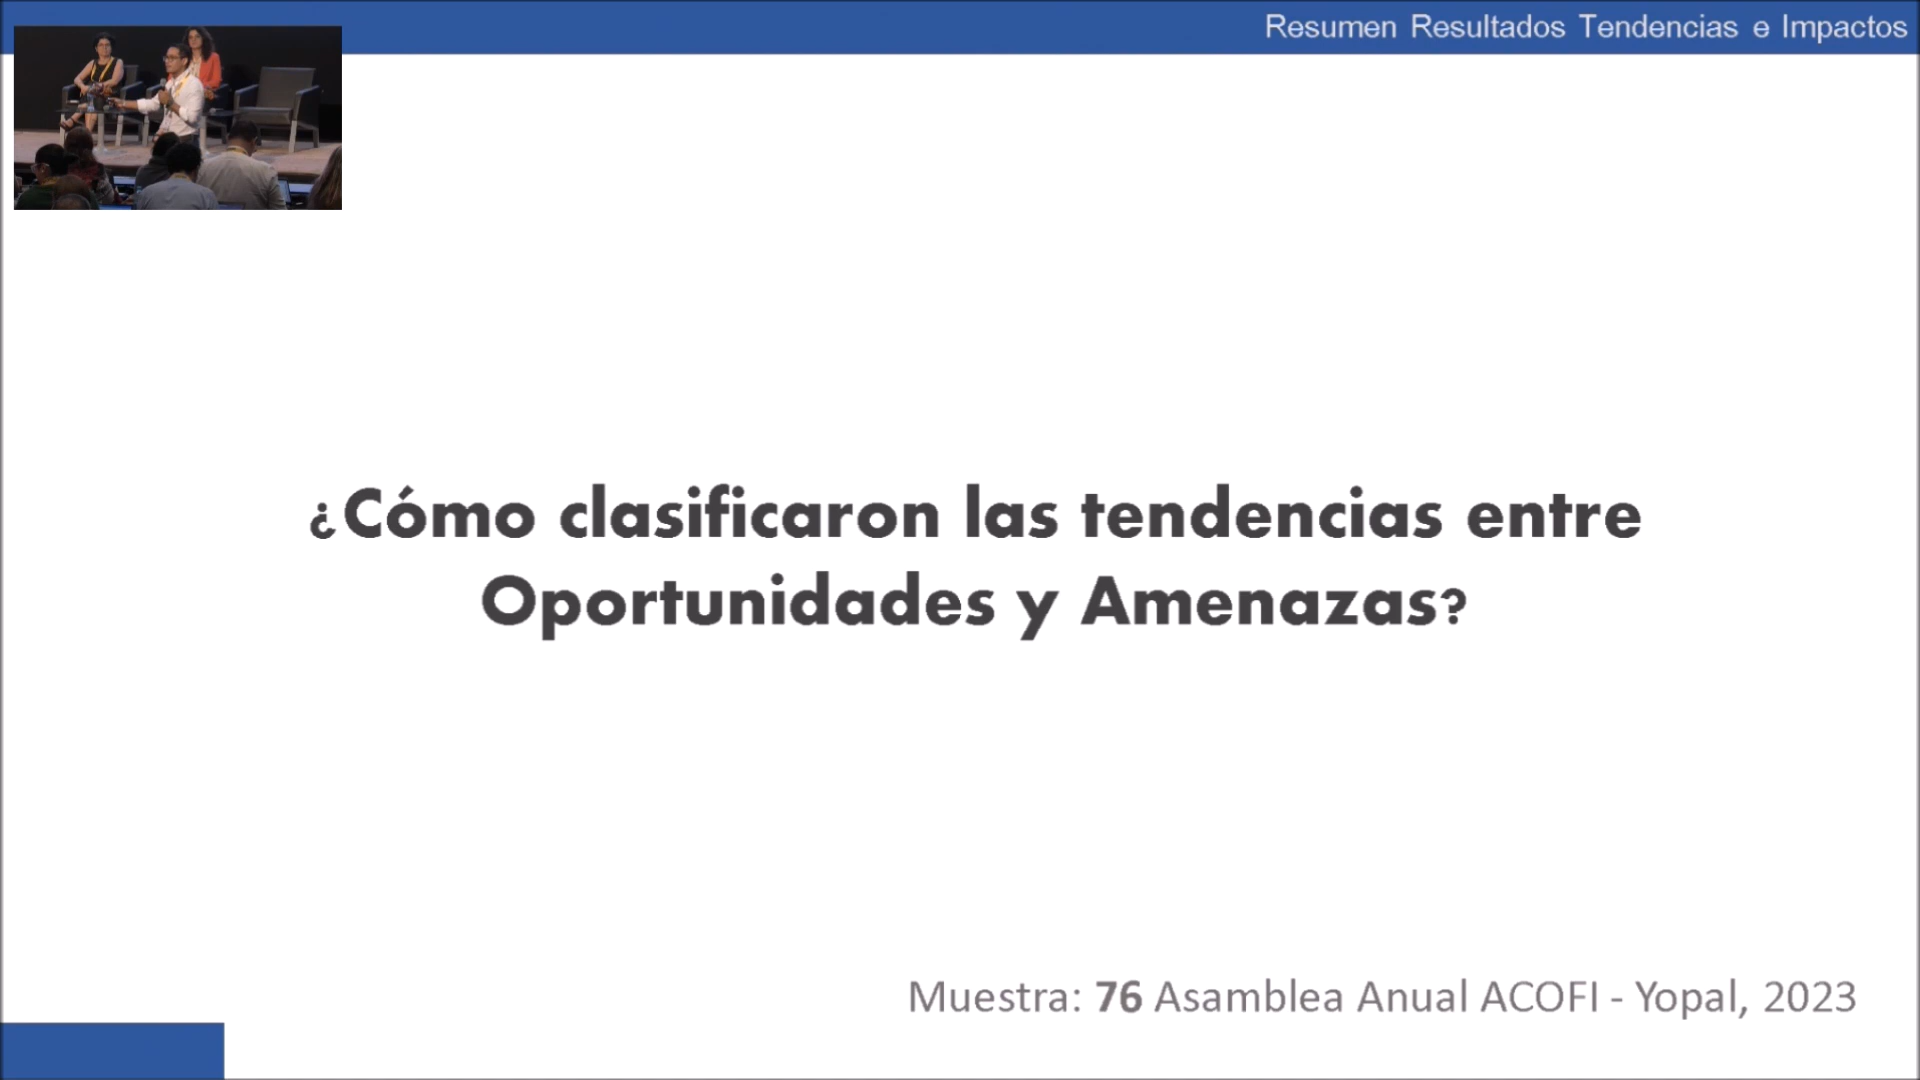 Resumen Resultados Tendencias e Impactos
¿Cómo clasificaron las tendencias entre
Oportunidades y Amenazas?
Muestra: 76 Asamblea Anual ACOFI - Yopal, 2023